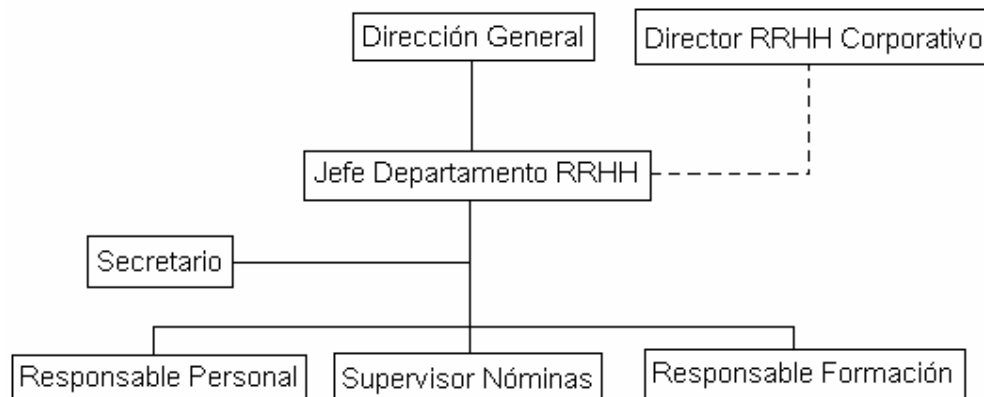 Dirección General
Director RRHH Corporativo
Jefe Departamento RRHH
Secretario
Responsable Personal
Supervisor Nóminas
Responsable Formación